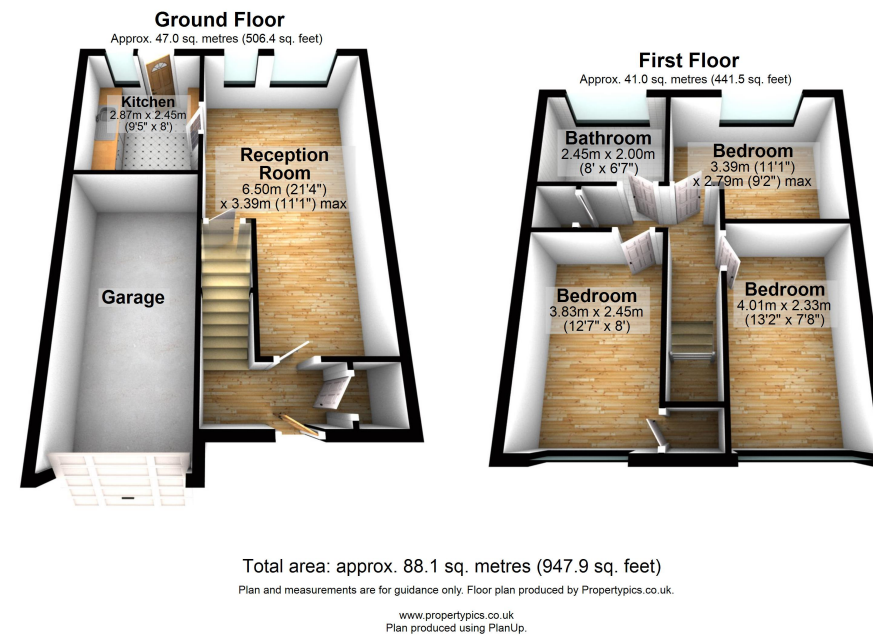 Ground Floor
Approx. 47.0 sq. metres (506.4 sq. feet)
Kitchen
2.87m x 2.45m
(9'5" x 8')
Reception
Room
6.50m (21'4")
x 3.39m (11'1") max
Garage
First Floor
Approx. 41.0 sq. metres (441.5 sq. feet)
Bathroom
2.45m x 2.00m
(8' x 6'7")
Bedroom
3.39m (11'1")
x 2.79m (9'2") max
Bedroom
3.83m x 2.45m
(12'7" x 8')
Bedroom
4.01m x 2.33m
(13'2" x 7'8")
Total area: approx. 88.1 sq. metres (947.9 sq. feet)
Plan and measurements are for guidance only. Floor plan produced by Propertypics.co.uk.
www.propertypics.co.uk
Plan produced using PlanUp.